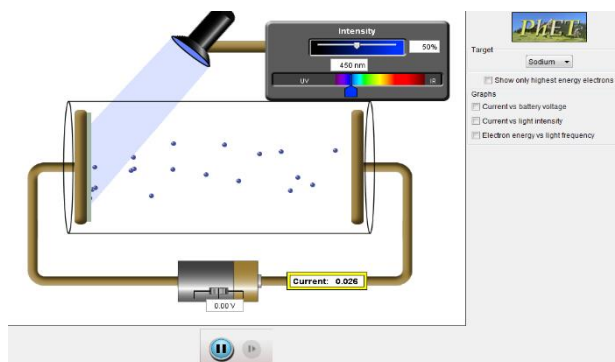 Intensity
50%
450 nm
UV
IR
PhET
Target
Sodium
Show only highest energy electrons
Graphs
Current vs battery voltage
Current vs light intensity
Electron energy vs light frequency
Current: 0.026
0.00 V